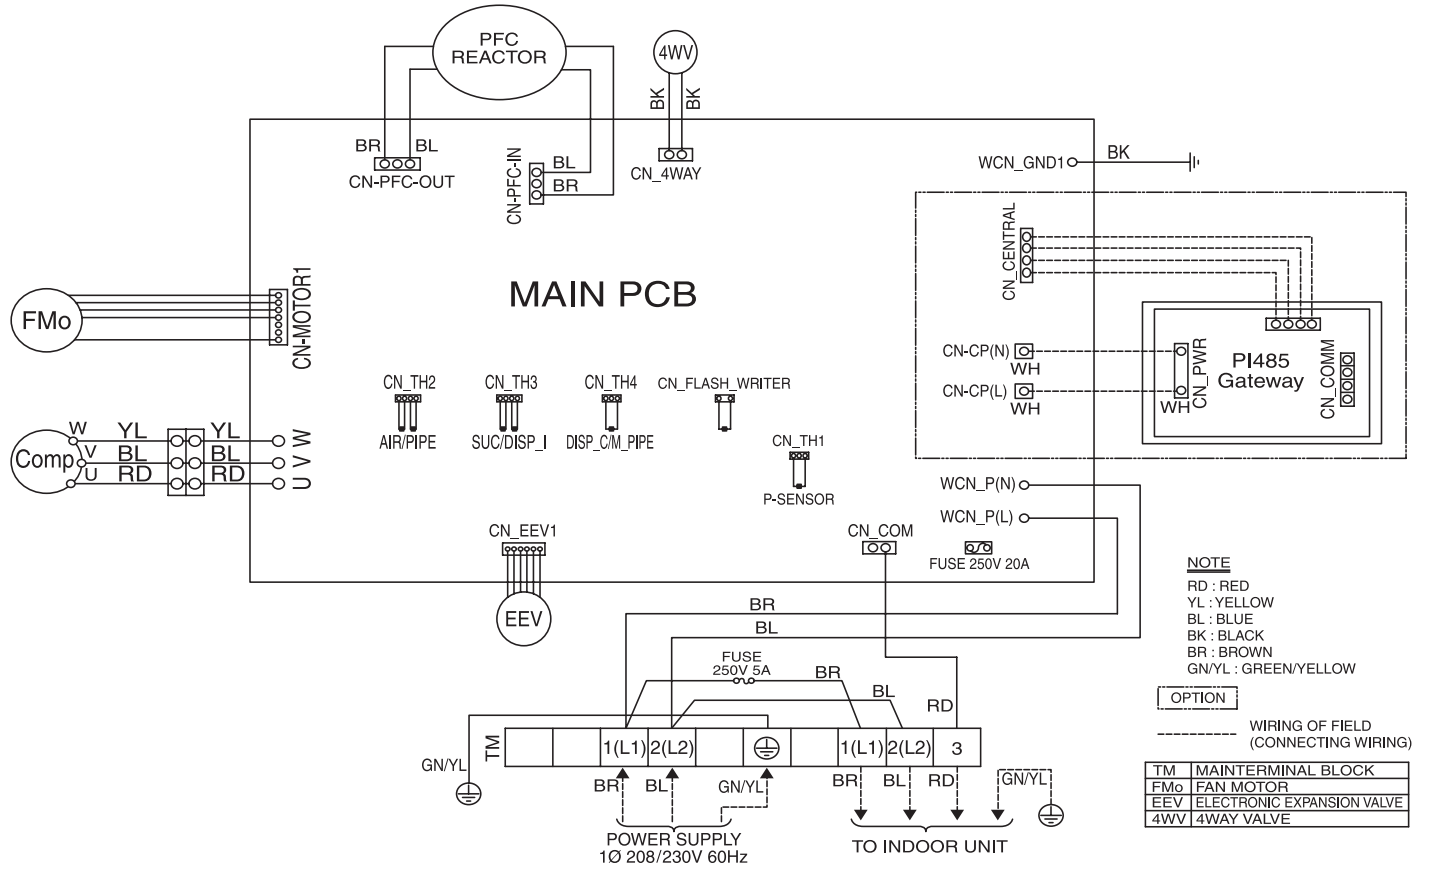 PFC
REACTOR
4WV
BK BK
BR BL
CN-PFC-OUT
CN-PFC-IN
BL
BR
CN_4WAY
WCN_GND1 BK
CN_CENTRAL
MAIN PCB
FMo
CN-MOTOR1
CN-CP(N)
WH
CN-CP(L)
WH
WH
CN_PWR
PI485
Gateway
CN_COMM
CN_TH2
AIR/PIPE
CN_TH3
SUC/DISP_I
CN_TH4
DISP_C/M_PIPE
CN_FLASH_WRITER
CN_TH1
P-SENSOR
Comp
W YL YL W
V BL BL V
U RD RD U
WCN_P(N)
WCN_P(L)
CN_EEV1
EEV
CN_COM
FUSE 250V 20A
BR
BL
FUSE
250V 5A
BR
BL
RD
GN/YL
TM
1(L1) 2(L2) 1(L1) 2(L2) 3
BR BL GN/YL BR BL RD GN/YL
POWER SUPPLY
1Ø 208/230V 60Hz
TO INDOOR UNIT
NOTE
RD : RED
YL : YELLOW
BL : BLUE
BK : BLACK
BR : BROWN
GN/YL : GREEN/YELLOW
OPTION
WIRING OF FIELD
(CONNECTING WIRING)
TM MAINTERMINAL BLOCK
FMo FAN MOTOR
EEV ELECTRONIC EXPANSION VALVE
4WV 4WAY VALVE